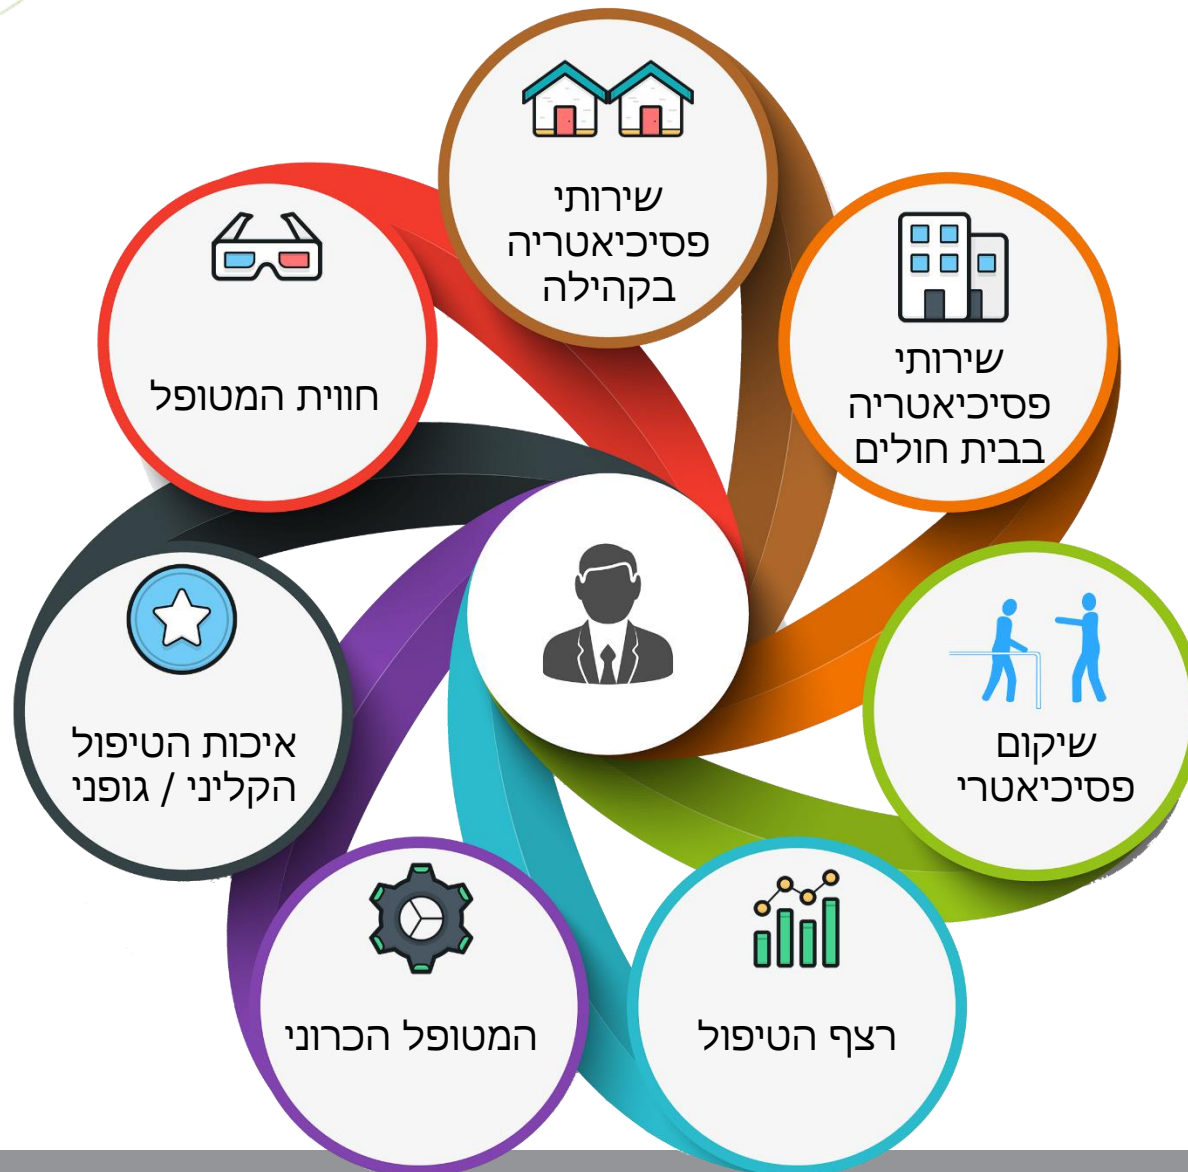 שירותי
פסיכיאטריה
בקהילה
שירותי
פסיכיאטריה
בבית חולים
שיקום
פסיכיאטרי
רצף הטיפול
המטופל הכרוני
איכות הטיפול
הקליני / גופני
חווית המטופל